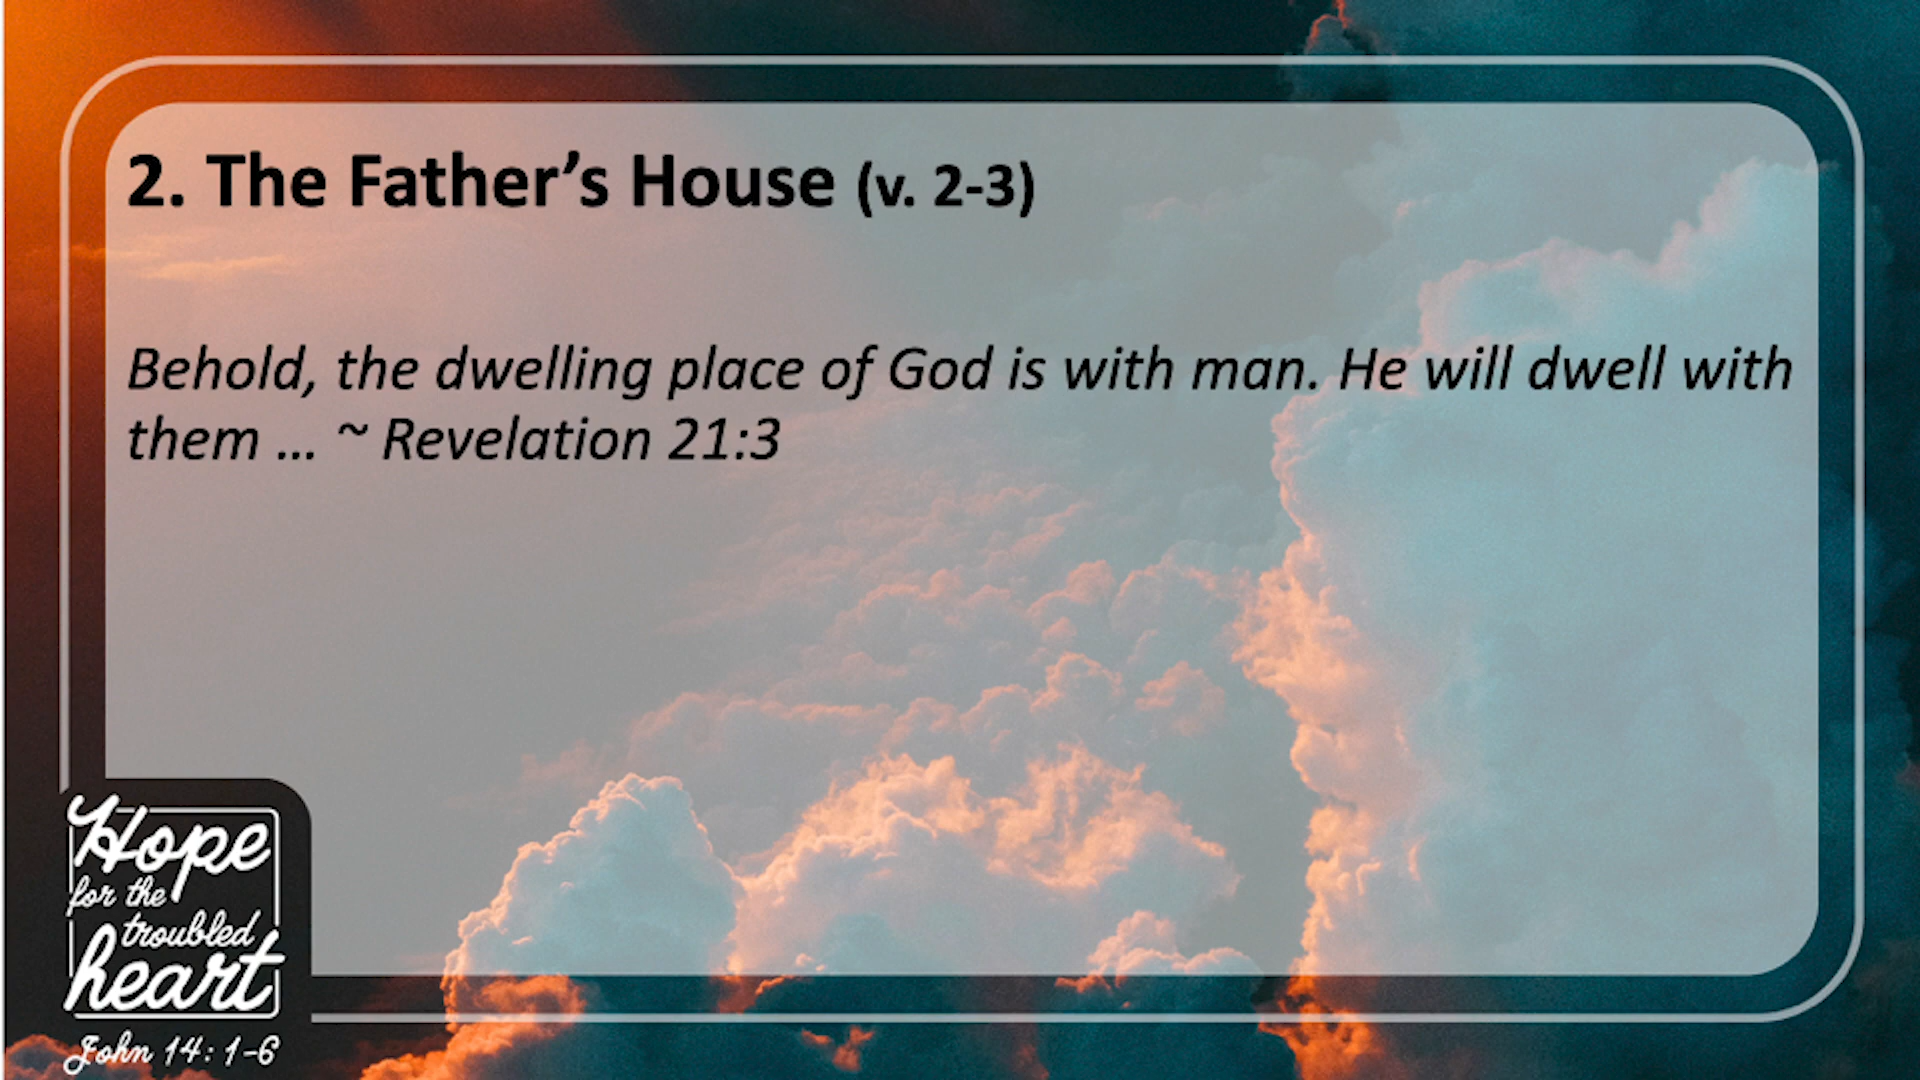 2. The Father’s House (v. 2-3)
Behold, the dwelling place of God is with man. He will dwell with
them ... ~ Revelation 21:3
Hope
for the
troubled
heart
John 14: 1-6